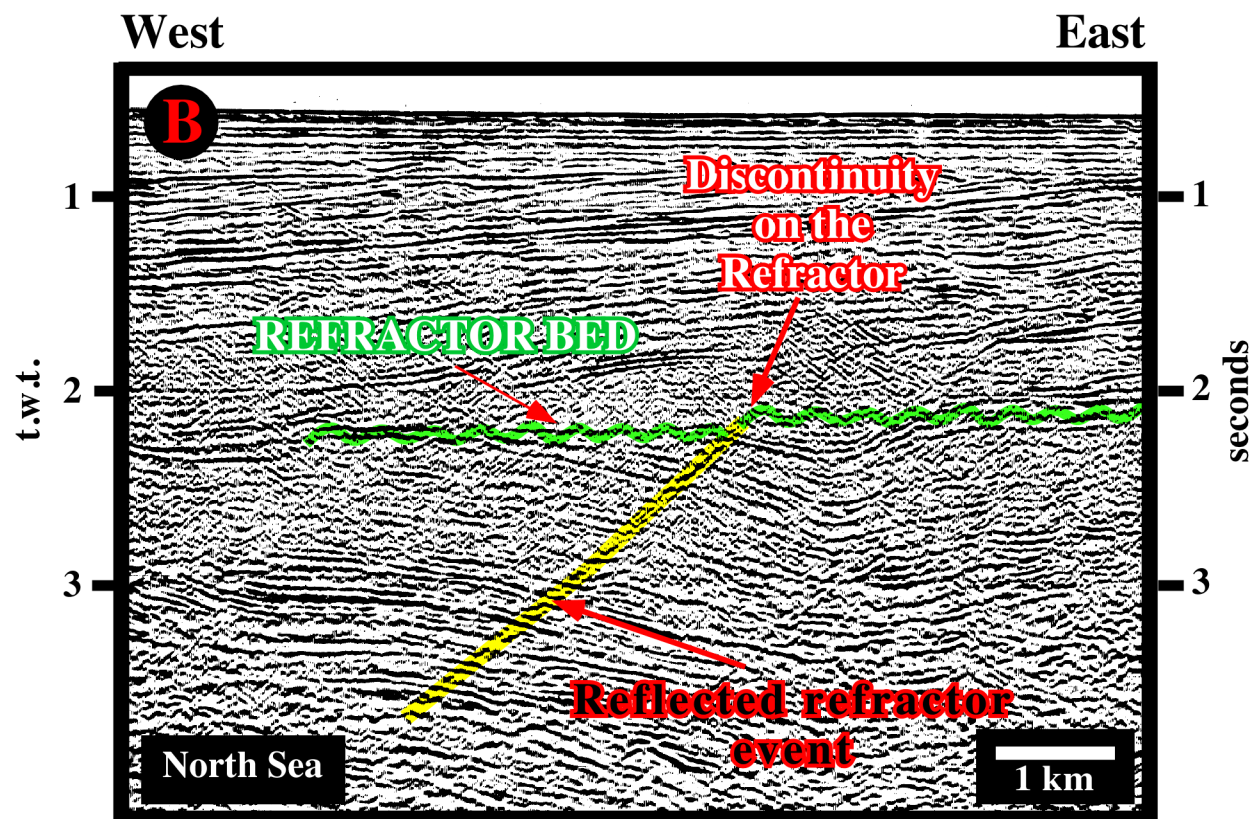 West
East
B
Discontinuity
on the
Refractor
1
1
REFRACTOR BED
t.w.t.
2
2
seconds
3
3
Reflected refractor
event
North Sea
1 km